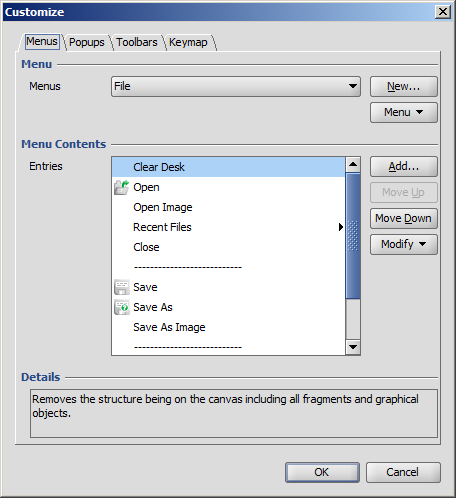 Customize
Menus Popups Toolbars Keymap
Menu
Menus File New...
Menu
Menu Contents
Entries Clear Desk Add...
Open Move Up
Open Image Move Down
Recent Files Modify
Close
---------------------------
Save
Save As
Save As Image
---------------------------
Details
Removes the structure being on the canvas including all fragments and graphical
objects.
OK Cancel